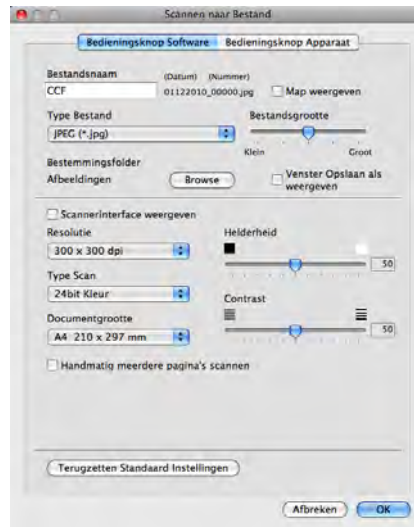 Scannen naar Bestand
Bedieningsknop Software Bedieningsknop Apparaat
Bestandsnaam (Datum) (Nummer)
CCF 01122010_00000.jpg Map weergeven
Type Bestand Bestandsgrootte
JPEG (*.jpg)
Klein Groot
Bestemmingsfolder
Afbeeldingen Browse Venster Opslaan als weergeven
Scannerinterface weergeven
Resolutie Helderheid
300 x 300 dpi 50
Type Scan
24bit Kleur Contrast
Documentgrootte
A4 210 x 297 mm 50
Handmatig meerdere pagina's scannen
Terugzetten Standaard Instellingen
Afbreken OK